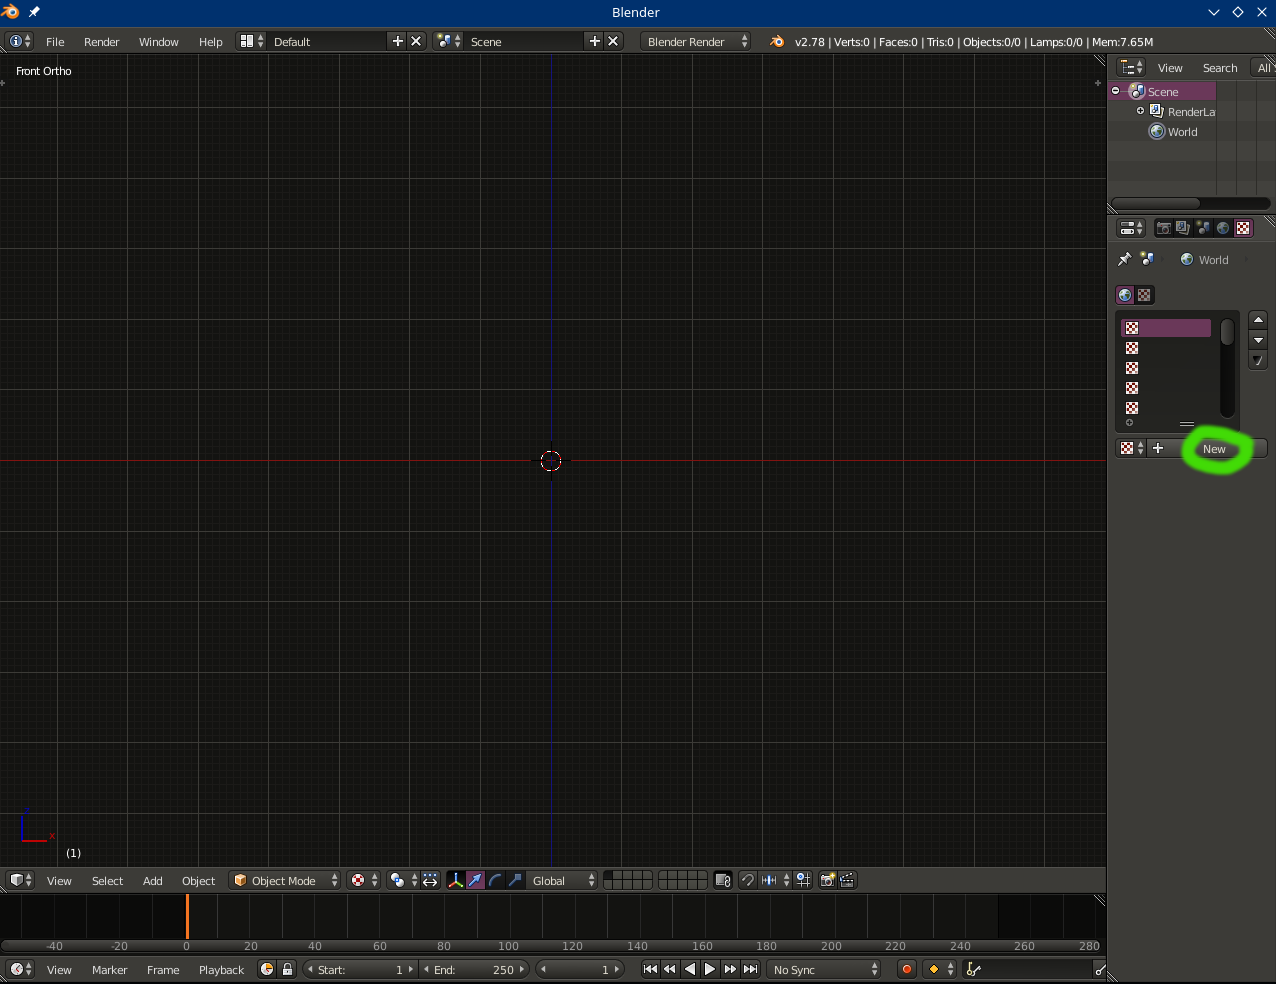 Blender
File Render Window Help Default Scene Blender Render v2.78 | Verts:0 | Faces:0 | Tris:0 | Objects:0/0 | Lamps:0/0 | Mem:7.65M
Front Ortho
View Search All
Scene
RenderLa
World
World
New
x
(1)
View Select Add Object Object Mode Global
-40 -20 0 20 40 60 80 100 120 140 160 180 200 220 240 260 280
View Marker Frame Playback Start: 1 End: 250 1 No Sync